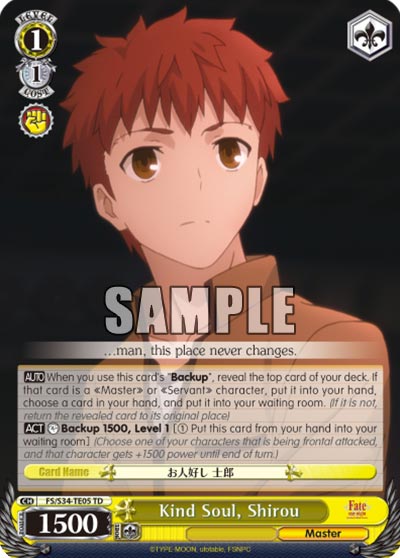 LEVEL
1
1
COST
SAMPLE
...man, this place never changes.
AUTO When you use this card's "Backup", reveal the top card of your deck. If
that card is a «Master» or «Servant» character, put it into your hand,
choose a card in your hand, and put it into your waiting room. (If it is not,
return the revealed card to its original place)
ACT Backup 1500, Level 1 [① Put this card from your hand into your
waiting room] (Choose one of your characters that is being frontal attacked,
and that character gets +1500 power until end of turn.)
Card Name お人好し 士郎
CH FS/S34-TE05 TD
POWER 1500
Kind Soul, Shirou
Fate
Master
©TYPE-MOON, ufotable, FSNPC